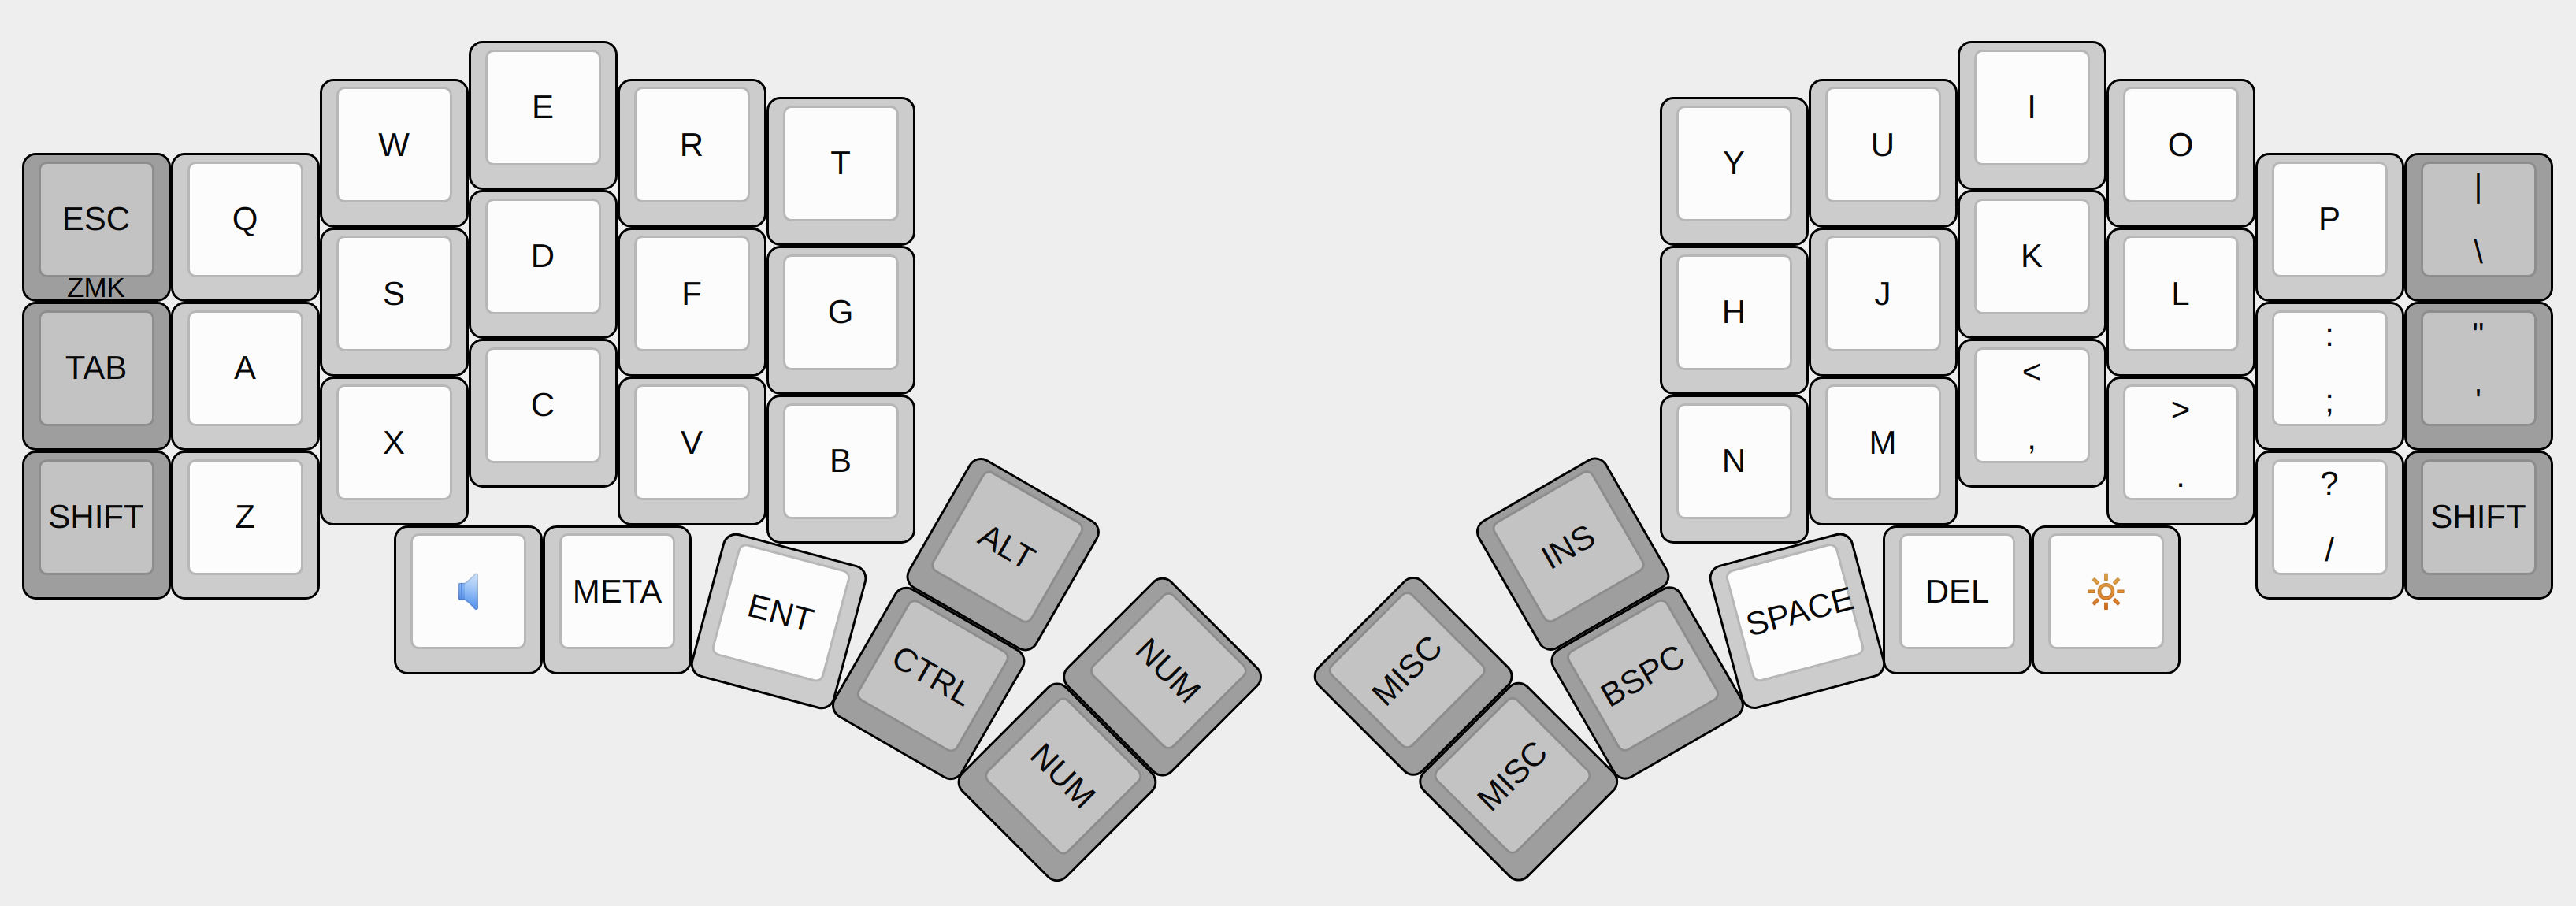 ESC Q W E R T
Y U I O P |
\
ZMK
TAB A S D F G
H J K L :
;
"
'
SHIFT Z X C V B
N M <
,
>
.
?
/
SHIFT
META ENT CTRL ALT
NUM NUM
MISC MISC
INS BSPC SPACE DEL